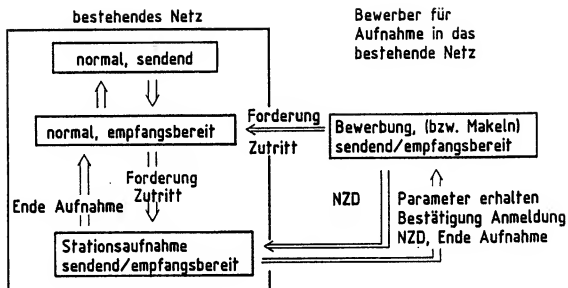 bestehendes Netz
Bewerber für
Aufnahme in das
bestehende Netz
normal, sendend
normal, empfangsbereit
Forderung
Zutritt
Bewerbung, (bzw. Makeln)
sendend/empfangsbereit
Forderung
Zutritt
Ende Aufnahme
NZD
Parameter erhalten
Bestätigung Anmeldung
NZD, Ende Aufnahme
Stationsaufnahme
sendend/empfangsbereit